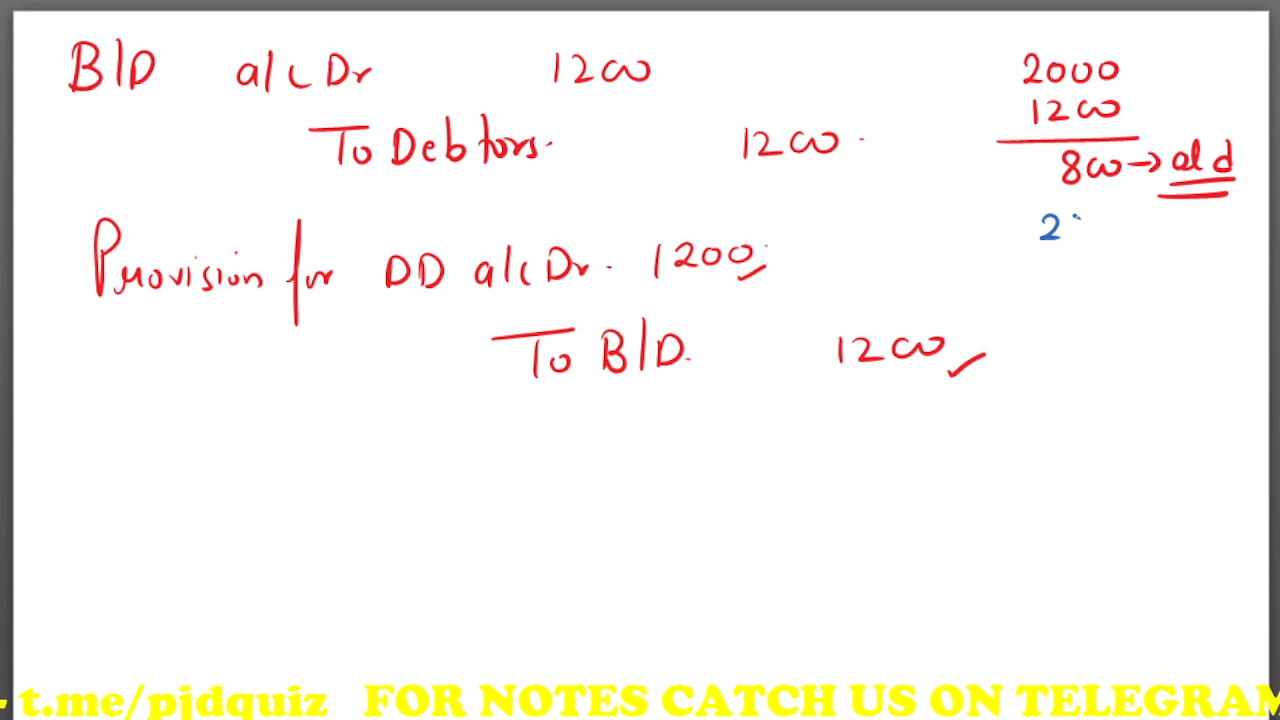 B/D a/c Dr 1200
To Debtors. 1200
2000
1200
800 → old
2
Provision for DD a/c Dr. 1200
To B/D. 1200
- t.me/pjdquiz FOR NOTES CATCH US ON TELEGRAM